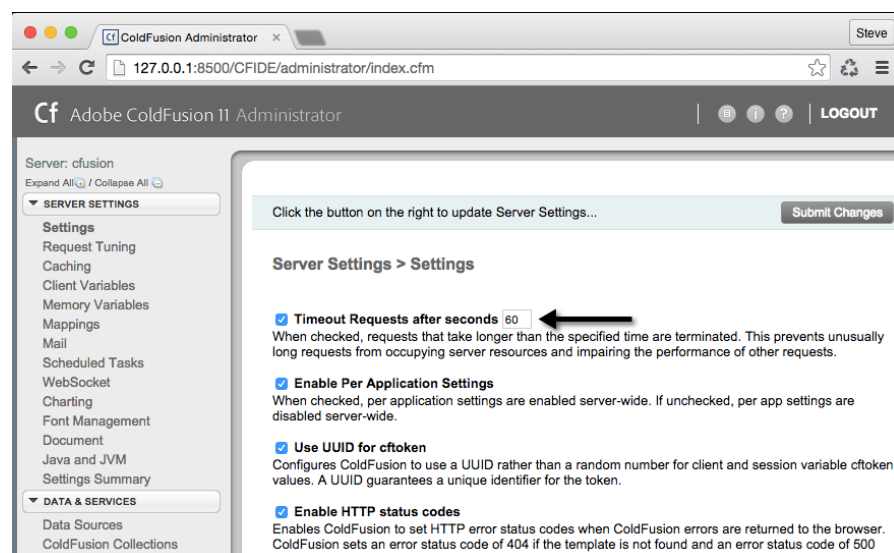 Cf ColdFusion Administrator ×
Steve
127.0.0.1:8500/CFIDE/administrator/index.cfm
Cf Adobe ColdFusion 11 Administrator
i ? LOGOUT
Server: cfusion
Expand All / Collapse All
SERVER SETTINGS
Settings
Request Tuning
Caching
Client Variables
Memory Variables
Mappings
Mail
Scheduled Tasks
WebSocket
Charting
Font Management
Document
Java and JVM
Settings Summary
DATA & SERVICES
Data Sources
ColdFusion Collections
Click the button on the right to update Server Settings...
Submit Changes
Server Settings > Settings
Timeout Requests after seconds 60
When checked, requests that take longer than the specified time are terminated. This prevents unusually
long requests from occupying server resources and impairing the performance of other requests.
Enable Per Application Settings
When checked, per application settings are enabled server-wide. If unchecked, per app settings are
disabled server-wide.
Use UUID for cftoken
Configures ColdFusion to use a UUID rather than a random number for client and session variable cftoken
values. A UUID guarantees a unique identifier for the token.
Enable HTTP status codes
Enables ColdFusion to set HTTP error status codes when ColdFusion errors are returned to the browser.
ColdFusion sets an error status code of 404 if the template is not found and an error status code of 500